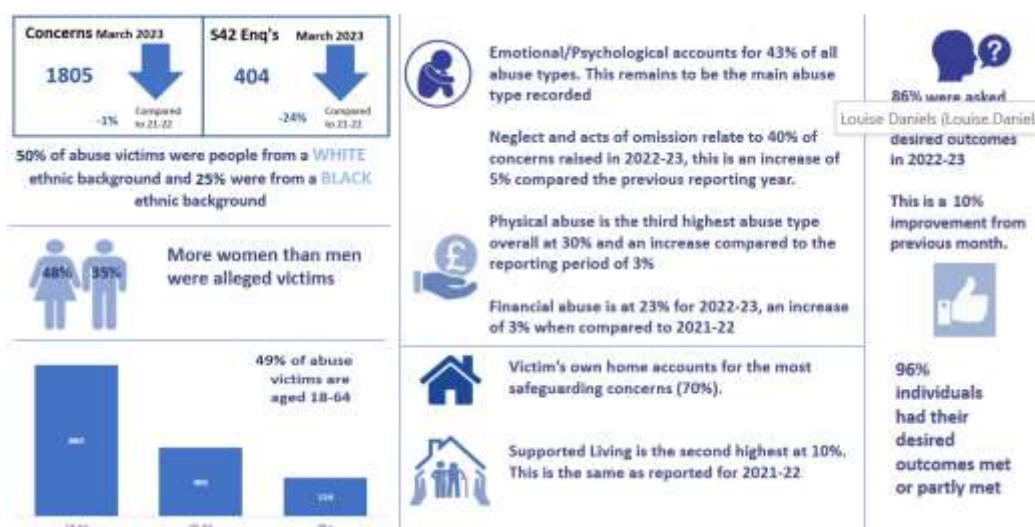 Concerns March 2023
1805
-1%
Compared
to 21-22
S42 Enq's March 2023
404
-24%
Compared
to 21-22
50% of abuse victims were people from a WHITE
ethnic background and 25% were from a BLACK
ethnic background
48% 35%
More women than men
were alleged victims
49% of abuse
victims are
aged 18-64
Emotional/Psychological accounts for 43% of all
abuse types. This remains to be the main abuse
type recorded
Neglect and acts of omission relate to 40% of
concerns raised in 2022-23, this is an increase of
5% compared the previous reporting year.
Physical abuse is the third highest abuse type
overall at 30% and an increase compared to the
reporting period of 3%
Financial abuse is at 23% for 2022-23, an increase
of 3% when compared to 2021-22
Victim's own home accounts for the most
safeguarding concerns (70%).
Supported Living is the second highest at 10%.
This is the same as reported for 2021-22
?
86% were asked
Louise Daniels (Louise.Daniel
desired outcomes
in 2022-23
This is a 10%
improvement from
previous month.
96%
individuals
had their
desired
outcomes met
or partly met